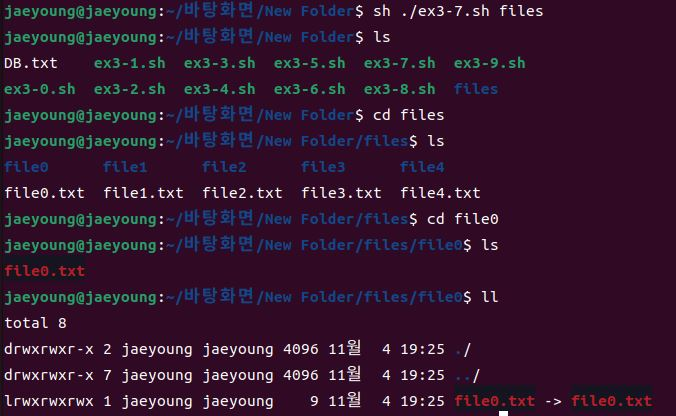 jaeyoung@jaeyoung:~/바탕화면/New Folder$ sh ./ex3-7.sh files
jaeyoung@jaeyoung:~/바탕화면/New Folder$ ls
DB.txt    ex3-1.sh  ex3-3.sh  ex3-5.sh  ex3-7.sh  ex3-9.sh
ex3-0.sh  ex3-2.sh  ex3-4.sh  ex3-6.sh  ex3-8.sh  files
jaeyoung@jaeyoung:~/바탕화면/New Folder$ cd files
jaeyoung@jaeyoung:~/바탕화면/New Folder/files$ ls
file0      file1      file2      file3      file4
file0.txt  file1.txt  file2.txt  file3.txt  file4.txt
jaeyoung@jaeyoung:~/바탕화면/New Folder/files$ cd file0
jaeyoung@jaeyoung:~/바탕화면/New Folder/files/file0$ ls
file0.txt
jaeyoung@jaeyoung:~/바탕화면/New Folder/files/file0$ ll
total 8
drwxrwxr-x 2 jaeyoung jaeyoung 4096 11월  4 19:25 ./
drwxrwxr-x 7 jaeyoung jaeyoung 4096 11월  4 19:25 ../
lrwxrwxrwx 1 jaeyoung jaeyoung    9 11월  4 19:25 file0.txt -> file0.txt